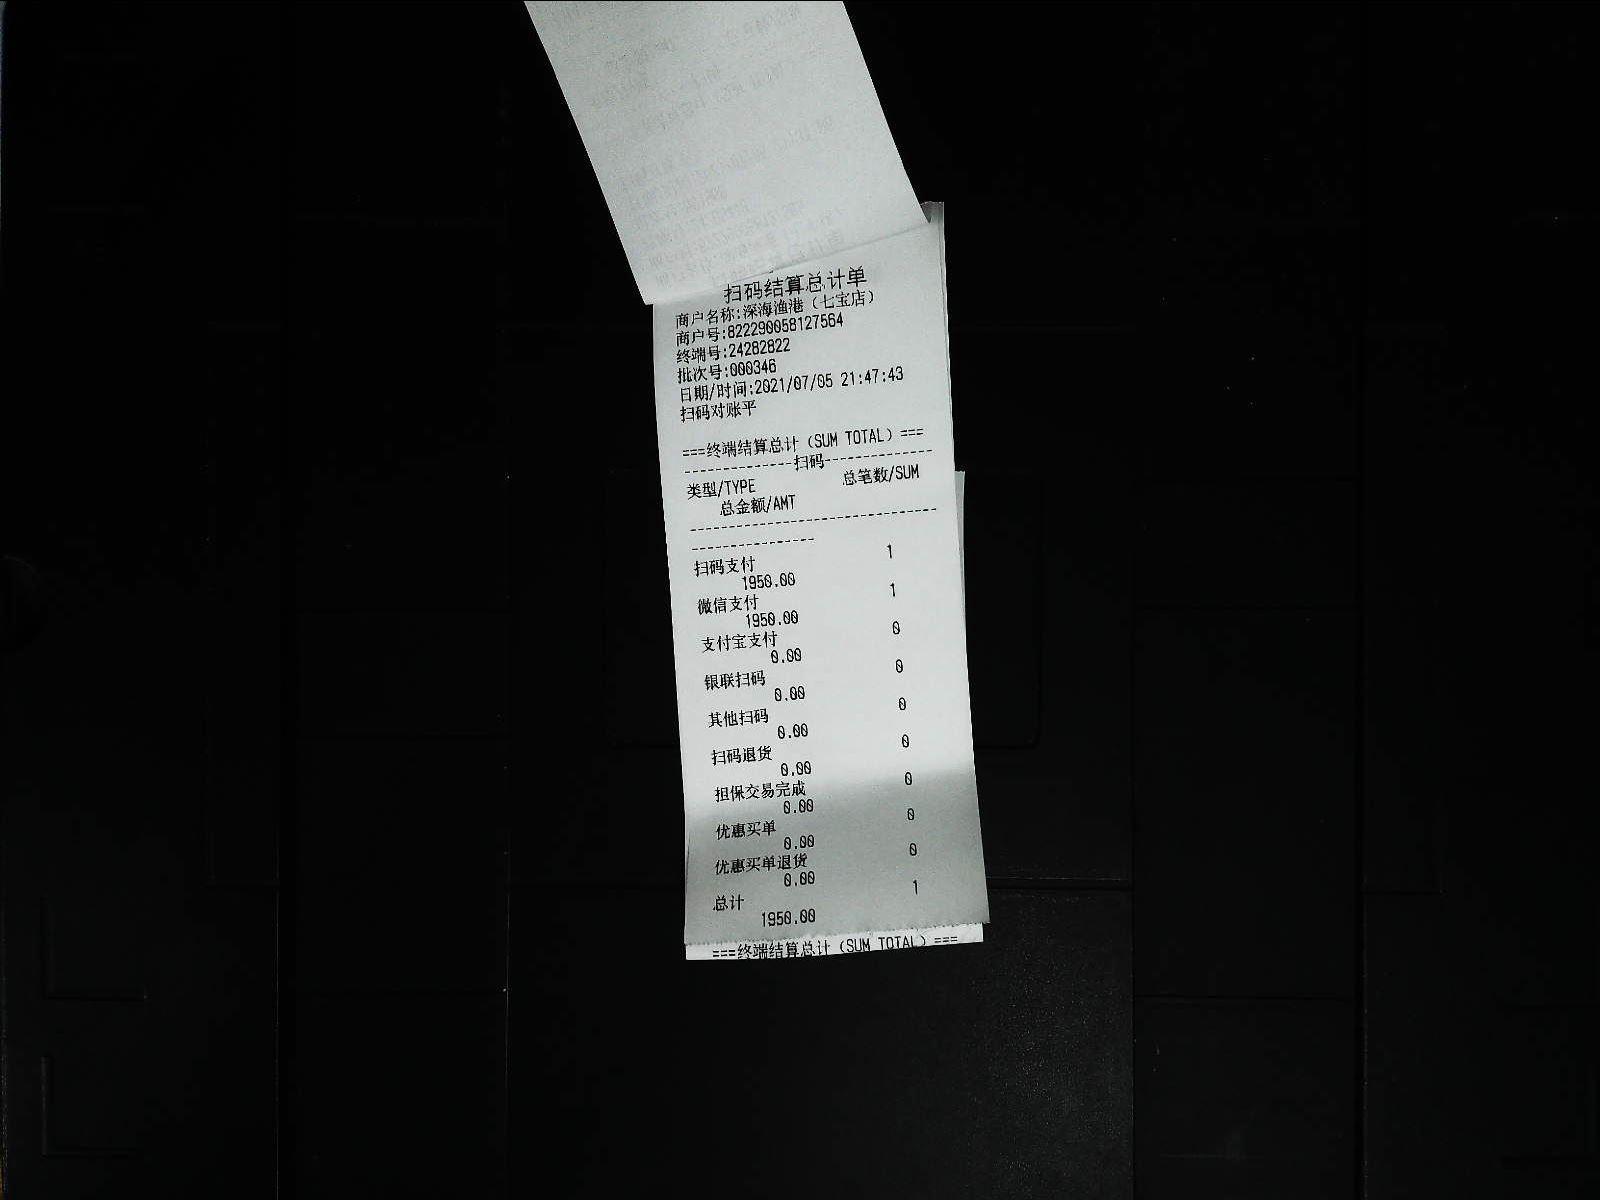 扫码结算总计单
商户名称:深海渔港（七宝店）
商户号:822290058127564
终端号:24282822
批次号:000346
日期/时间:2021/07/05 21:47:43
扫码对账平
===终端结算总计（SUM TOTAL）===
---------------扫码---------------
类型/TYPE 总笔数/SUM
总金额/AMT
--------------------------------
----------------
扫码支付 1
1950.00
微信支付 1
1950.00
支付宝支付 0
0.00
银联扫码 0
0.00
其他扫码 0
0.00
扫码退货 0
0.00
担保交易完成 0
0.00
优惠买单 0
0.00
优惠买单退货 0
0.00
总计 1
1950.00
===终端结算总计（SUM TOTAL）===